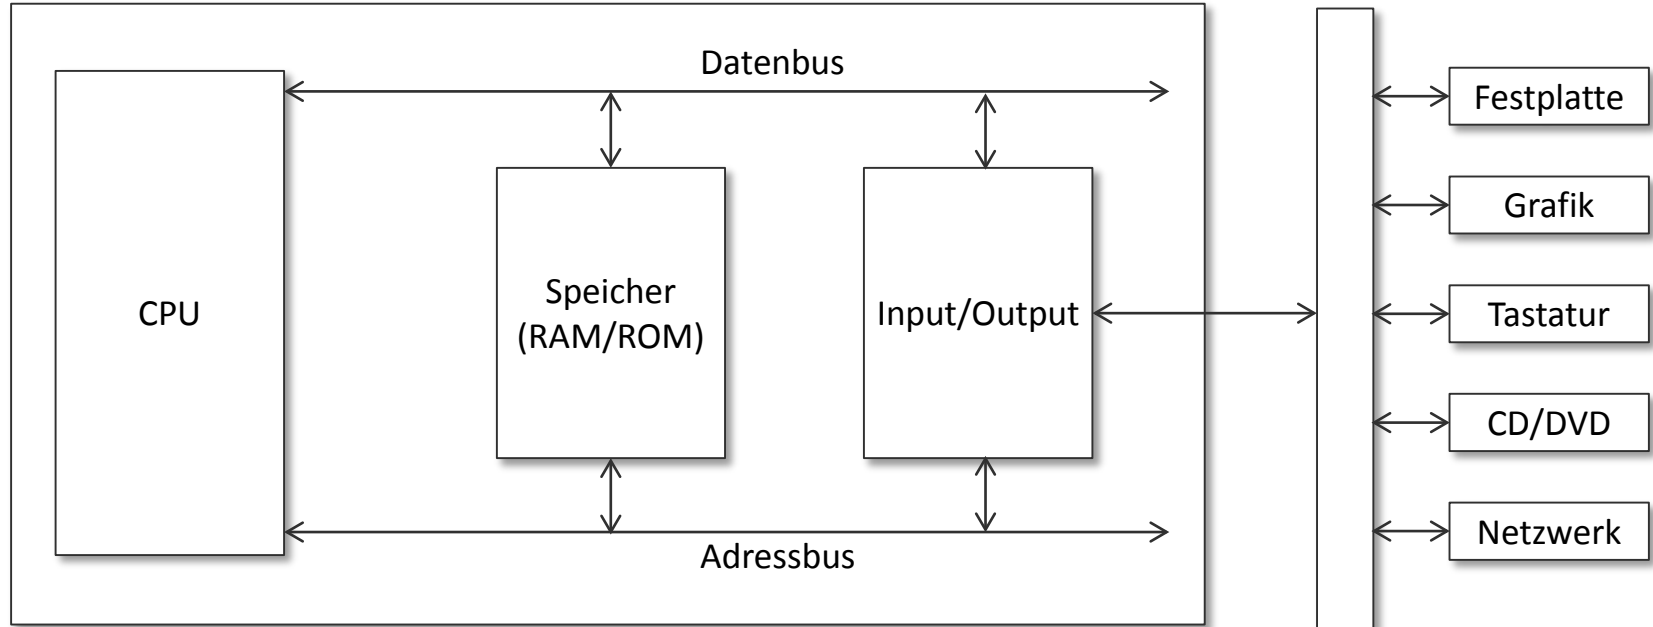 Datenbus
CPU
Speicher
(RAM/ROM)
Input/Output
Adressbus
Festplatte
Grafik
Tastatur
CD/DVD
Netzwerk